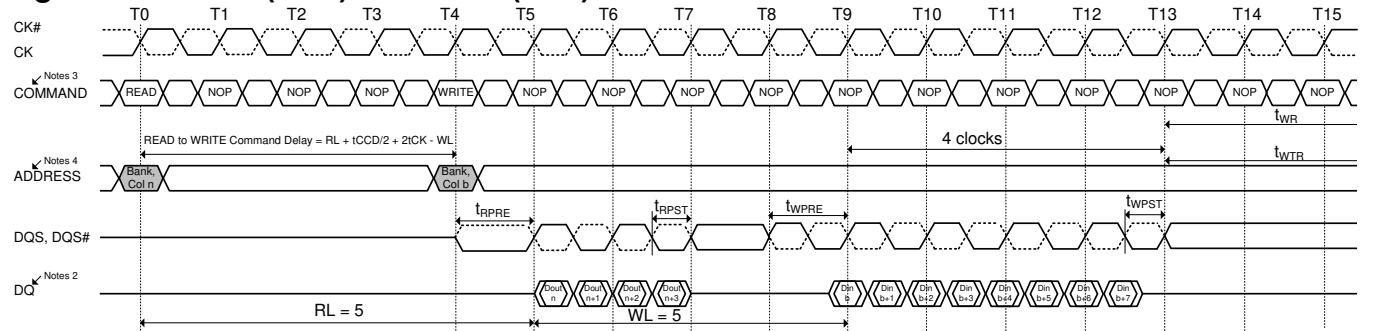 T0 T1 T2 T3 T4 T5 T6 T7 T8 T9 T10 T11 T12 T13 T14 T15
CK#
CK
Notes 3
COMMAND
READ NOP NOP NOP WRITE NOP NOP NOP NOP NOP NOP NOP NOP NOP NOP NOP
tWR
READ to WRITE Command Delay = RL + tCCD/2 + 2tCK - WL
4 clocks
tWTR
Notes 4
ADDRESS
Bank, Col n
Bank, Col b
tRPRE tRPST tWPRE tWPST
DQS, DQS#
Notes 2
DQ
Dout n
Dout n+1
Dout n+2
Dout n+3
Din b
Din b+1
Din b+2
Din b+3
Din b+4
Din b+5
Din b+6
Din b+7
RL = 5
WL = 5